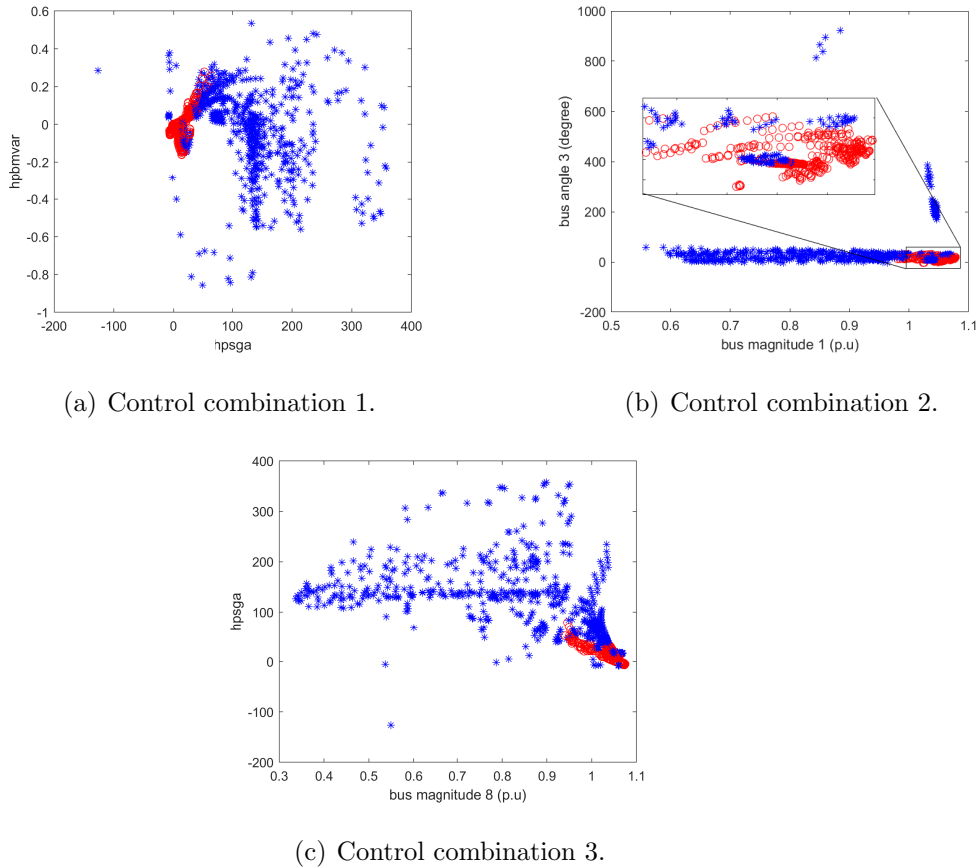 0.6
0.4
0.2
0
-0.2
-0.4
-0.6
-0.8
-1
hpbmvar
-200 -100 0 100 200 300 400
hpsga
1000
800
600
400
200
0
-200
bus angle 3 (degree)
0.5 0.6 0.7 0.8 0.9 1 1.1
bus magnitude 1 (p.u)
(a) Control combination 1.
(b) Control combination 2.
400
300
200
100
0
-100
-200
hpsga
0.3 0.4 0.5 0.6 0.7 0.8 0.9 1 1.1
bus magnitude 8 (p.u)
(c) Control combination 3.